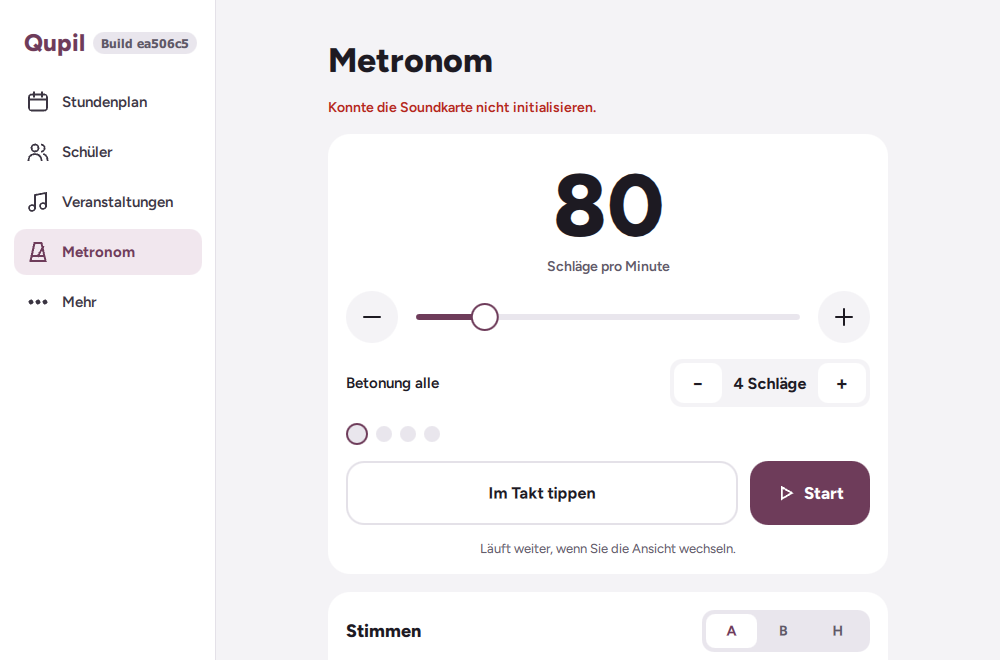 Qupil
Build ea506c5
Stundenplan
Schüler
Veranstaltungen
Metronom
Mehr
Metronom
Konnte die Soundkarte nicht initialisieren.
80
Schläge pro Minute
Betonung alle
4 Schläge
Im Takt tippen
Start
Läuft weiter, wenn Sie die Ansicht wechseln.
Stimmen
A
B
H